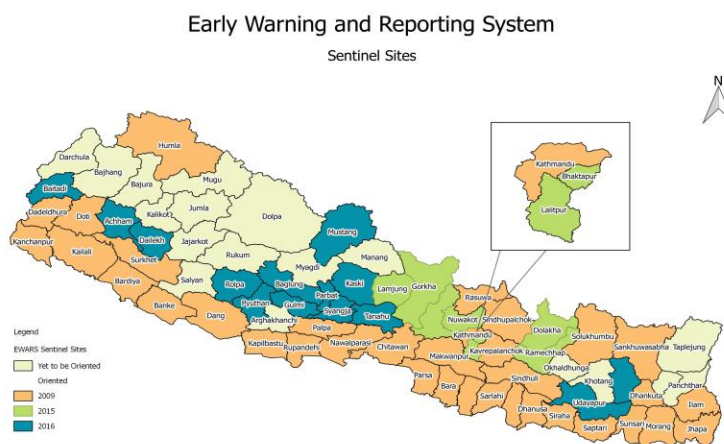 Early Warning and Reporting System
Sentinel Sites
N
Humla
Darchula
Bajhang
Mugu
Bajura
Baitadi
Dadeldhura
Doti
Achham
Kalikot
Jumla
Dolpa
Mustang
Kanchanpur
Kailali
Dailekh
Jajarkot
Surkhet
Rukum
Manang
Myagdi
Bardiya
Salyan
Rolpa
Baglung
Kaski
Lamjung
Gorkha
Parbat
Banke
Pyuthan
Gulmi
Syangja
Tanahu
Dang
Arghakhanchi
Palpa
Kapilbastu
Rupandehi
Nawalparasi
Chitawan
Kathmandu
Bhaktapur
Lalitpur
Rasuwa
Nuwakot
Sindhupalchok
Kathmandu
Dolakha
Kavrepalanchok
Ramechhap
Solukhumbu
Sankhuwasabha
Taplejung
Makwanpur
Okhaldhunga
Khotang
Panchthar
Parsa
Bara
Sindhuli
Sarlahi
Udayapur
Dhankuta
Ilam
Dhanusa
Siraha
Saptari
Sunsari
Morang
Jhapa
Legend
EWARS Sentinel Sites
Yet to be Oriented
Oriented
2009
2015
2016